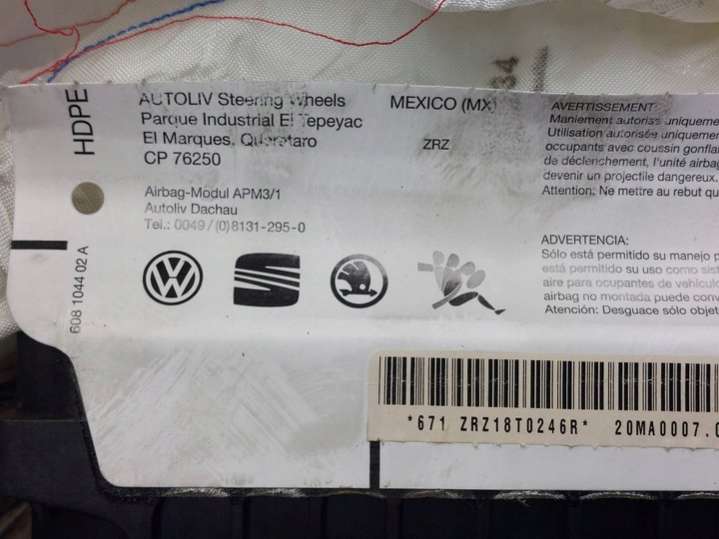 HDPE
608 1044 02 A
AUTOLIV Steering Wheels
Parque Industrial El Tepeyac
El Marques, Queretaro
CP 76250
MEXICO (MX)
ZRZ
Airbag-Modul APM3/1
Autoliv Dachau
Tel.: 0049/(0)8131-295-0
AVERTISSEMENT:
Maniement autorisé uniqueme
Utilisation autorisée uniquemen
occupants avec coussin gonfla
de déclenchement, l'unité airbag
devenir un projectile dangereux.
Attention: Ne mettre au rebut qu
ADVERTENCIA:
Sólo está permitido su manejo p
está permitido su uso como sist
aire para ocupantes de vehículo
airbag no montada puede conv
Atención: Desguace sólo objet
*671 ZRZ18T0246R* 20MA0007.0